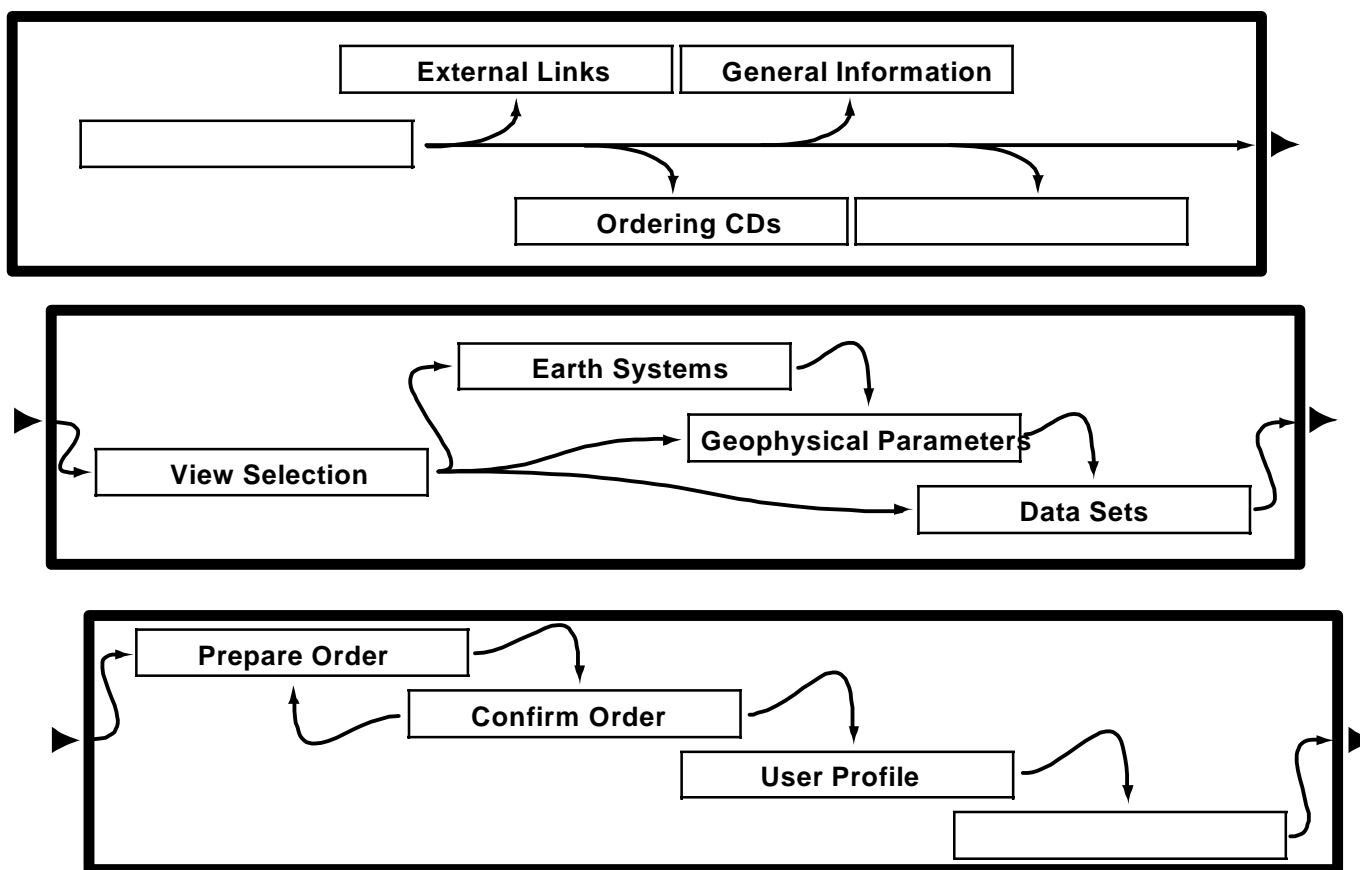 External Links
General Information
Ordering CDs
Earth Systems
Geophysical Parameters
View Selection
Data Sets
Prepare Order
Confirm Order
User Profile